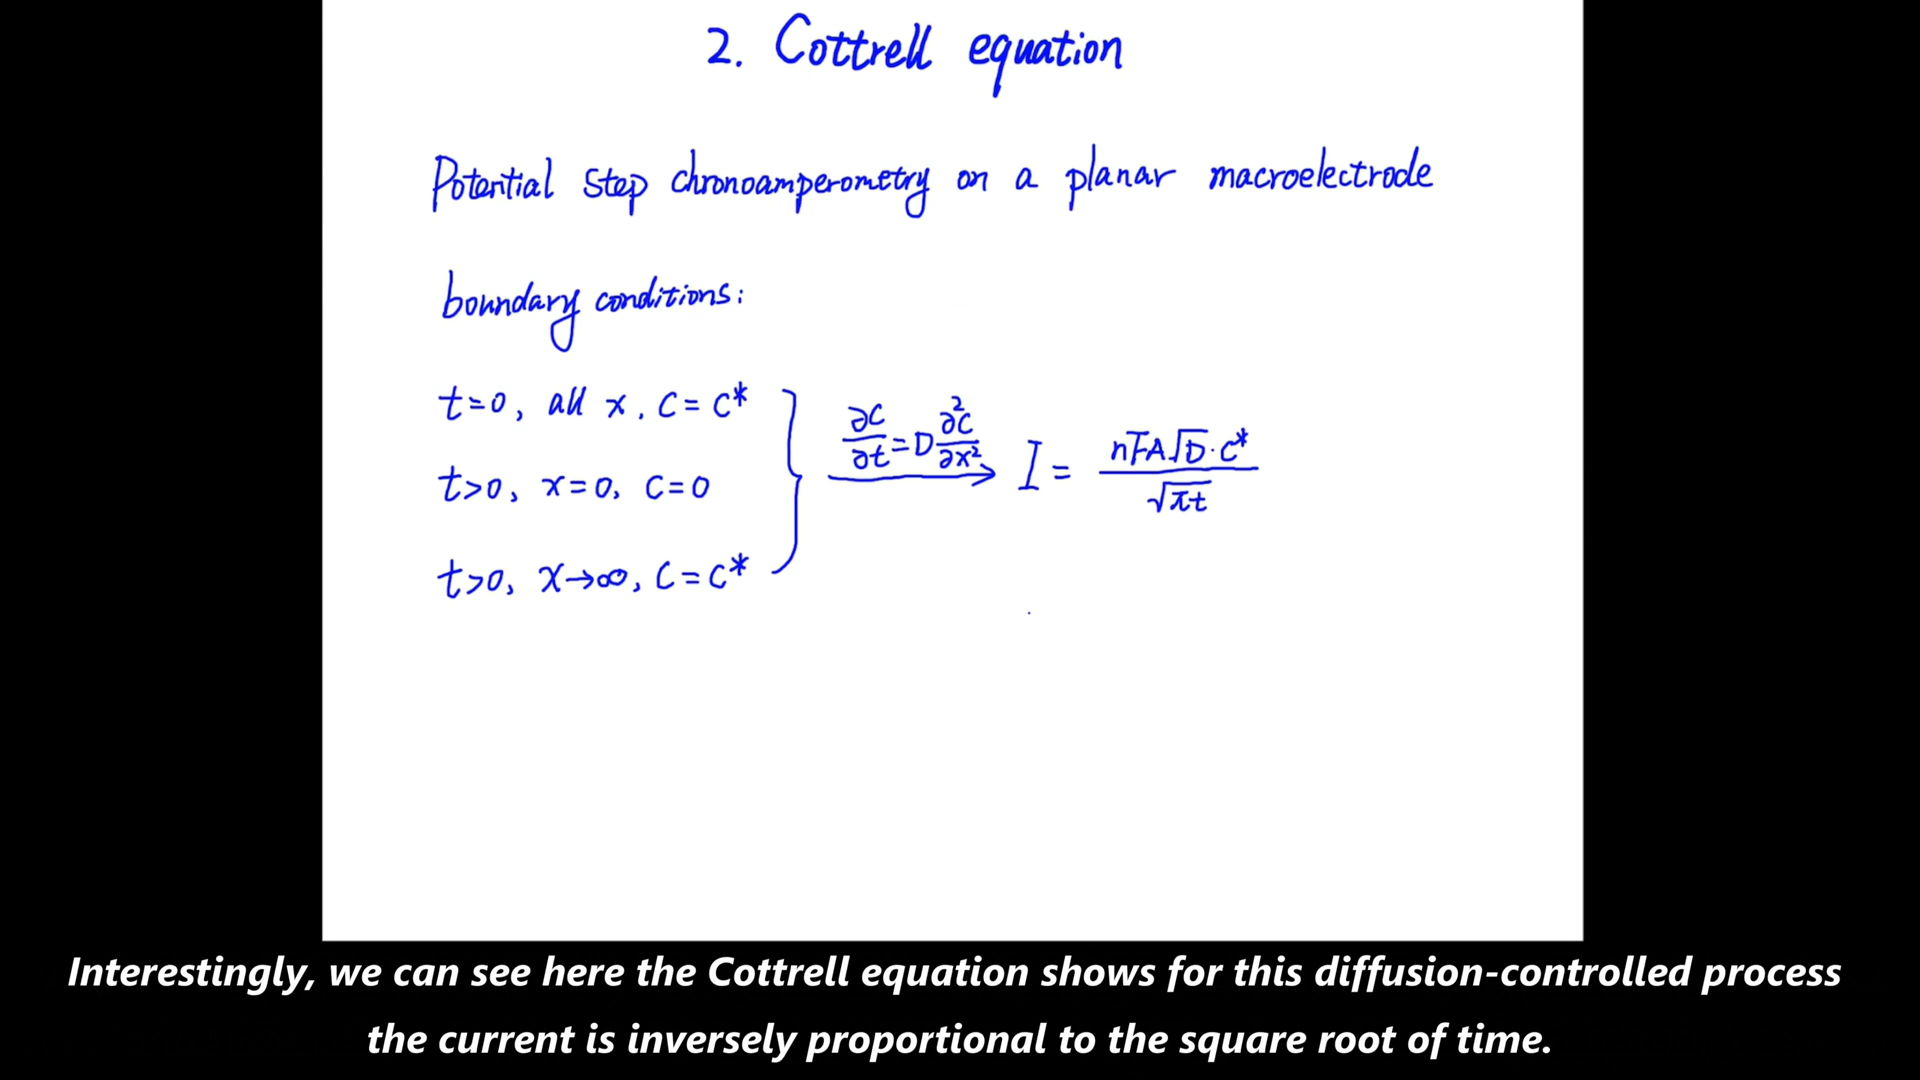 2. Cottrell equation
Potential step chronoamperometry on a planar macroelectrode
boundary conditions:
t=0, all x, C=C*
t>0, x=0, C=0
t>0, x→∞, C=C*
∂C/∂t=D∂²C/∂x²
I = nFA√D·C*/√πt
Interestingly, we can see here the Cottrell equation shows for this diffusion-controlled process
the current is inversely proportional to the square root of time.